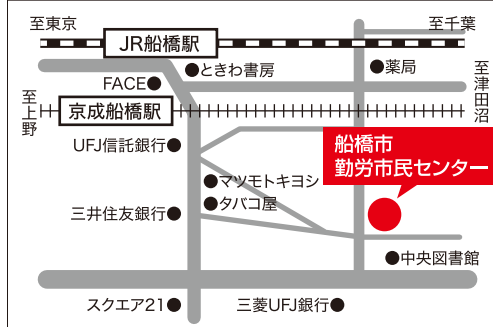 至東京
至千葉
JR船橋駅
ときわ書房
薬局
FACE
至上野
京成船橋駅
至津田沼
UFJ信託銀行
船橋市
勤労市民センター
マツモトキヨシ
タバコ屋
三井住友銀行
中央図書館
スクエア21
三菱UFJ銀行